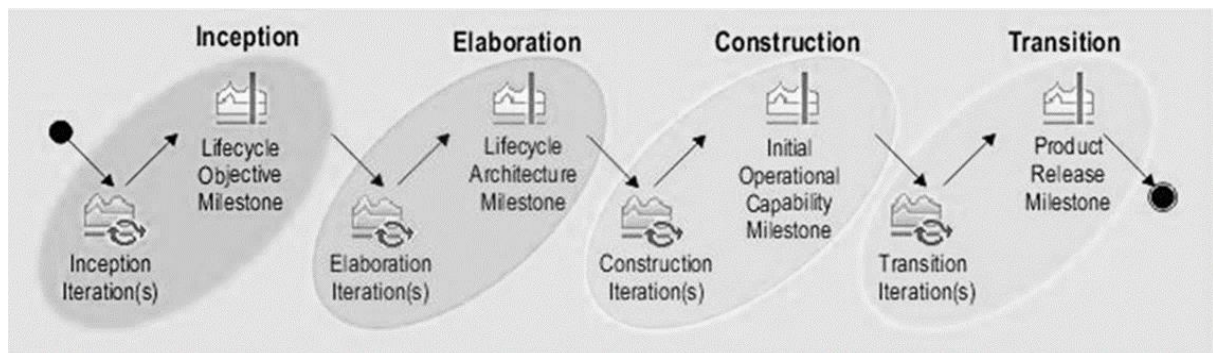 Inception
Lifecycle
Objective
Milestone
Inception
Iteration(s)
Elaboration
Lifecycle
Architecture
Milestone
Elaboration
Iteration(s)
Construction
Initial
Operational
Capability
Milestone
Construction
Iteration(s)
Transition
Product
Release
Milestone
Transition
Iteration(s)